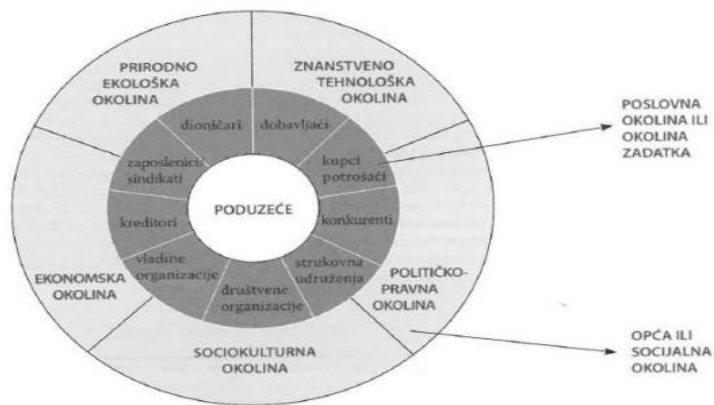 PRIRODNO
EKOLOŠKA
OKOLINA
ZNANSTVENO
TEHNOLOŠKA
OKOLINA
POSLOVNA
OKOLINA ILI
OKOLINA
ZADATKA
dioničari
dobavljači
zaposlenici/
sindikati
kupci
potrošači
PODUZEĆE
kreditori
konkurenti
vladine
organizacije
strukovna
udruženja
društvene
organizacije
EKONOMSKA
OKOLINA
POLITIČKO-
PRAVNA
OKOLINA
SOCIOKULTURNA
OKOLINA
OPĆA ILI
SOCIJALNA
OKOLINA